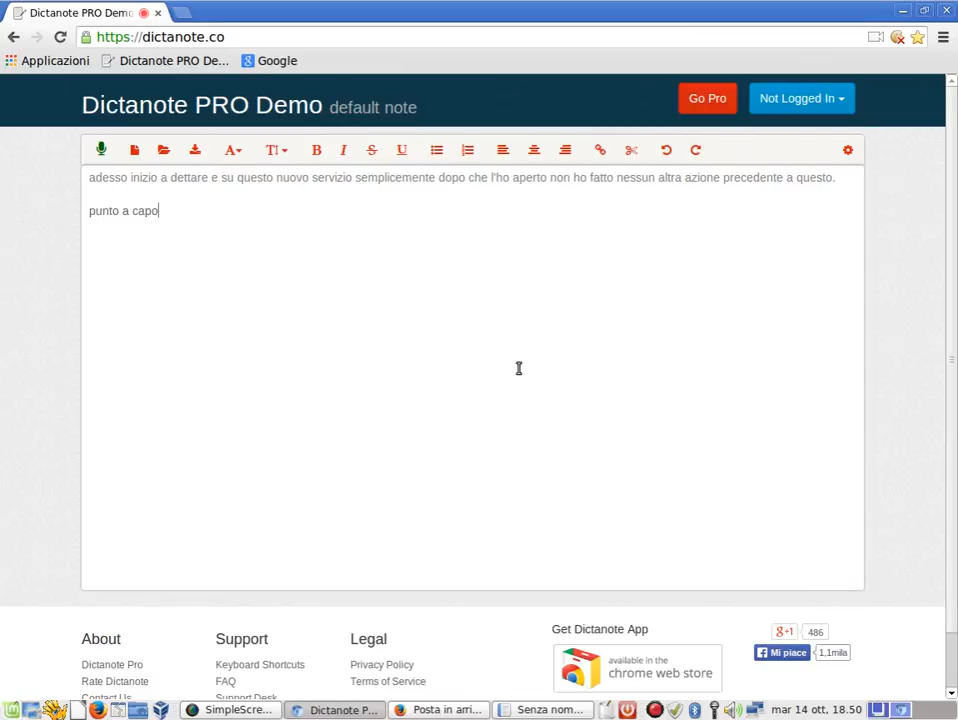 Dictanote PRO Demo
https://dictanote.co
Applicazioni Dictanote PRO De... Google
Dictanote PRO Demo default note
Go Pro Not Logged In
adesso inizio a dettare e su questo nuovo servizio semplicemente dopo che l'ho aperto non ho fatto nessun altra azione precedente a questo.
punto a capo
About Support Legal Get Dictanote App
g+1 486
Mi piace 1,1mila
Dictanote Pro Keyboard Shortcuts Privacy Policy
available in the
chrome web store
Rate Dictanote FAQ Terms of Service
Contact Us Support Desk
SimpleScre... Dictanote P... Posta in arri... Senza nom... mar 14 ott, 18.50